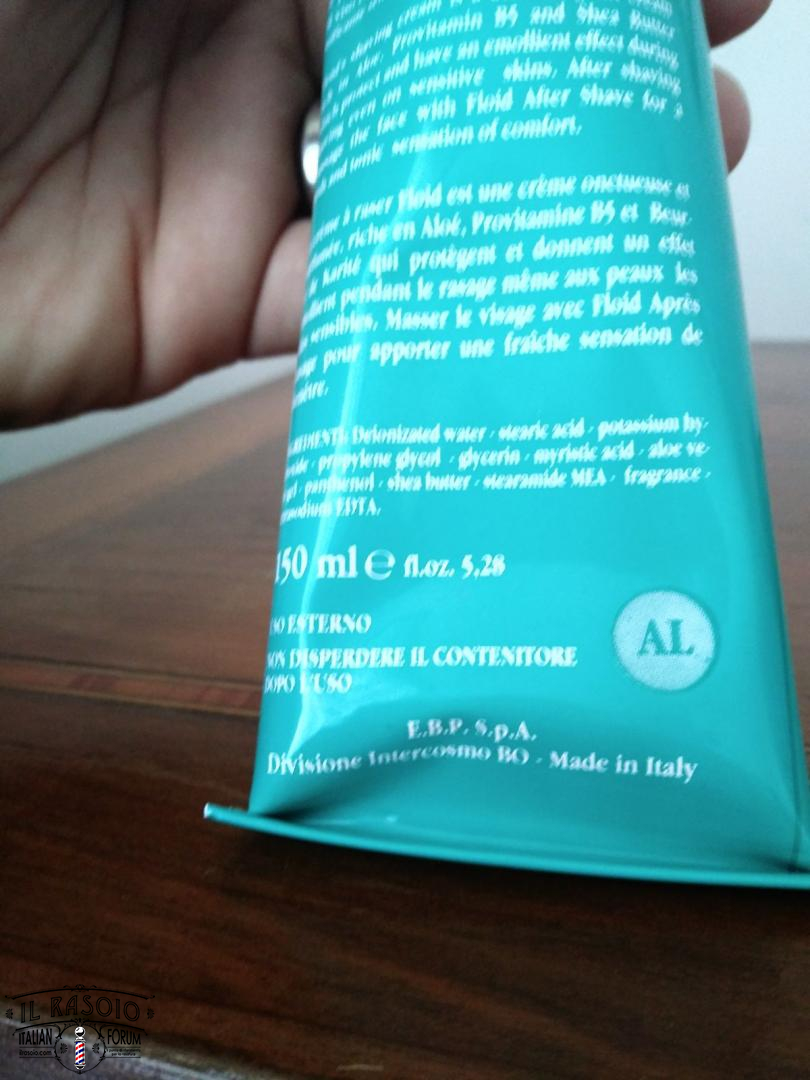 shaving cream is a
in Aloe, Provitamin B5 and Shea Butter
protect and have an emollient effect during
even on sensitive skins. After shaving
the face with Floid After Shave for a
and tonic sensation of comfort.
à raser Floid est une crème onctueuse et
riche en Aloé, Provitamine B5 et Beur-
karité qui protègent et donnent un effet
pendant le rasage même aux peaux les
sensibles. Masser le visage avec Floid Après
pour apporter une fraîche sensation de
Deionizated water - stearic acid - potassium hy-
propylene glycol - glycerin - myristic acid - aloe ve-
panthenol - shea butter - stearamide MEA - fragrance -
EDTA.
150 ml e fl.oz. 5,28
USO ESTERNO
NON DISPERDERE IL CONTENITORE
DOPO L'USO
AL
E.B.P. S.p.A.
Divisione Intercosmo BO - Made in Italy
IL RASOIO
ITALIAN FORUM
ilrasoio.com